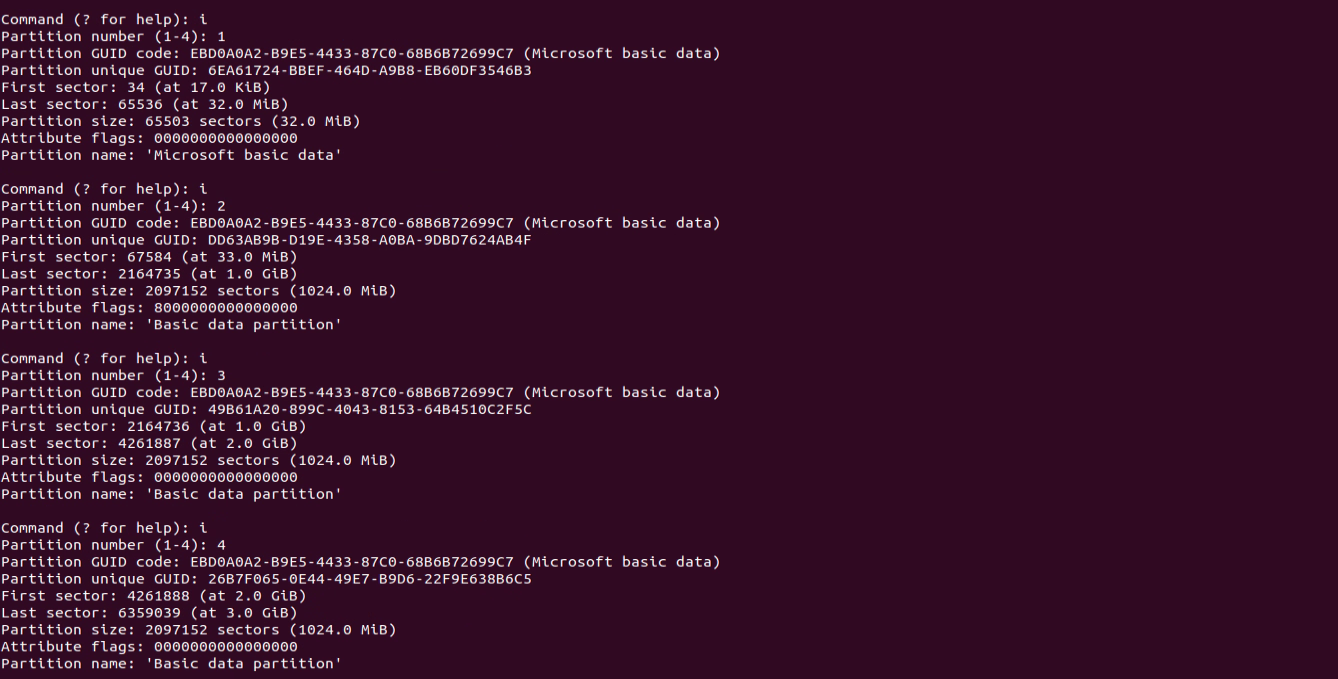 Command (? for help): i
Partition number (1-4): 1
Partition GUID code: EBD0A0A2-B9E5-4433-87C0-68B6B72699C7 (Microsoft basic data)
Partition unique GUID: 6EA61724-BBEF-464D-A9B8-EB60DF3546B3
First sector: 34 (at 17.0 KiB)
Last sector: 65536 (at 32.0 MiB)
Partition size: 65503 sectors (32.0 MiB)
Attribute flags: 0000000000000000
Partition name: 'Microsoft basic data'
Command (? for help): i
Partition number (1-4): 2
Partition GUID code: EBD0A0A2-B9E5-4433-87C0-68B6B72699C7 (Microsoft basic data)
Partition unique GUID: DD63AB9B-D19E-4358-A0BA-9DBD7624AB4F
First sector: 67584 (at 33.0 MiB)
Last sector: 2164735 (at 1.0 GiB)
Partition size: 2097152 sectors (1024.0 MiB)
Attribute flags: 8000000000000000
Partition name: 'Basic data partition'
Command (? for help): i
Partition number (1-4): 3
Partition GUID code: EBD0A0A2-B9E5-4433-87C0-68B6B72699C7 (Microsoft basic data)
Partition unique GUID: 49B61A20-899C-4043-8153-64B4510C2F5C
First sector: 2164736 (at 1.0 GiB)
Last sector: 4261887 (at 2.0 GiB)
Partition size: 2097152 sectors (1024.0 MiB)
Attribute flags: 0000000000000000
Partition name: 'Basic data partition'
Command (? for help): i
Partition number (1-4): 4
Partition GUID code: EBD0A0A2-B9E5-4433-87C0-68B6B72699C7 (Microsoft basic data)
Partition unique GUID: 26B7F065-0E44-49E7-B9D6-22F9E638B6C5
First sector: 4261888 (at 2.0 GiB)
Last sector: 6359039 (at 3.0 GiB)
Partition size: 2097152 sectors (1024.0 MiB)
Attribute flags: 0000000000000000
Partition name: 'Basic data partition'